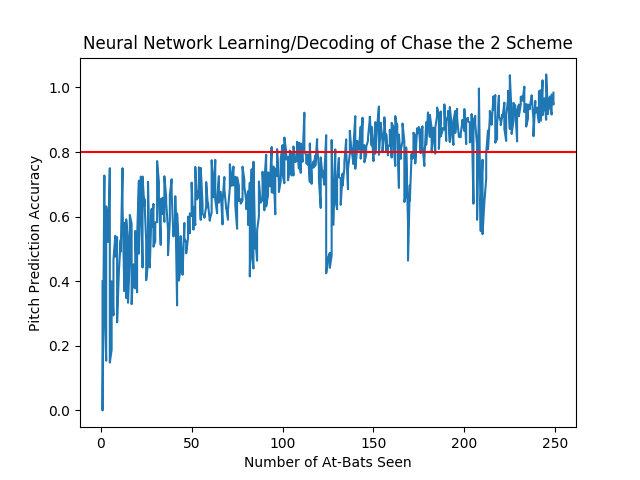 Neural Network Learning/Decoding of Chase the 2 Scheme
1.0
0.8
0.6
0.4
0.2
0.0
Pitch Prediction Accuracy
0 50 100 150 200 250
Number of At-Bats Seen